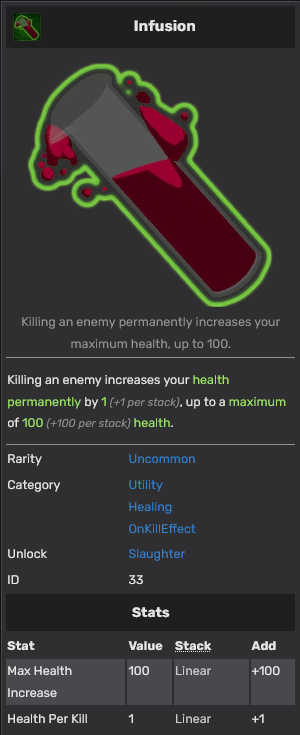 Infusion
Killing an enemy permanently increases your
maximum health, up to 100.
Killing an enemy increases your health
permanently by 1 (+1 per stack), up to a maximum
of 100 (+100 per stack) health.
Rarity Uncommon
Category Utility
Healing
OnKillEffect
Unlock Slaughter
ID 33
Stats
Stat Value Stack Add
Max Health 100 Linear +100
Increase
Health Per Kill 1 Linear +1